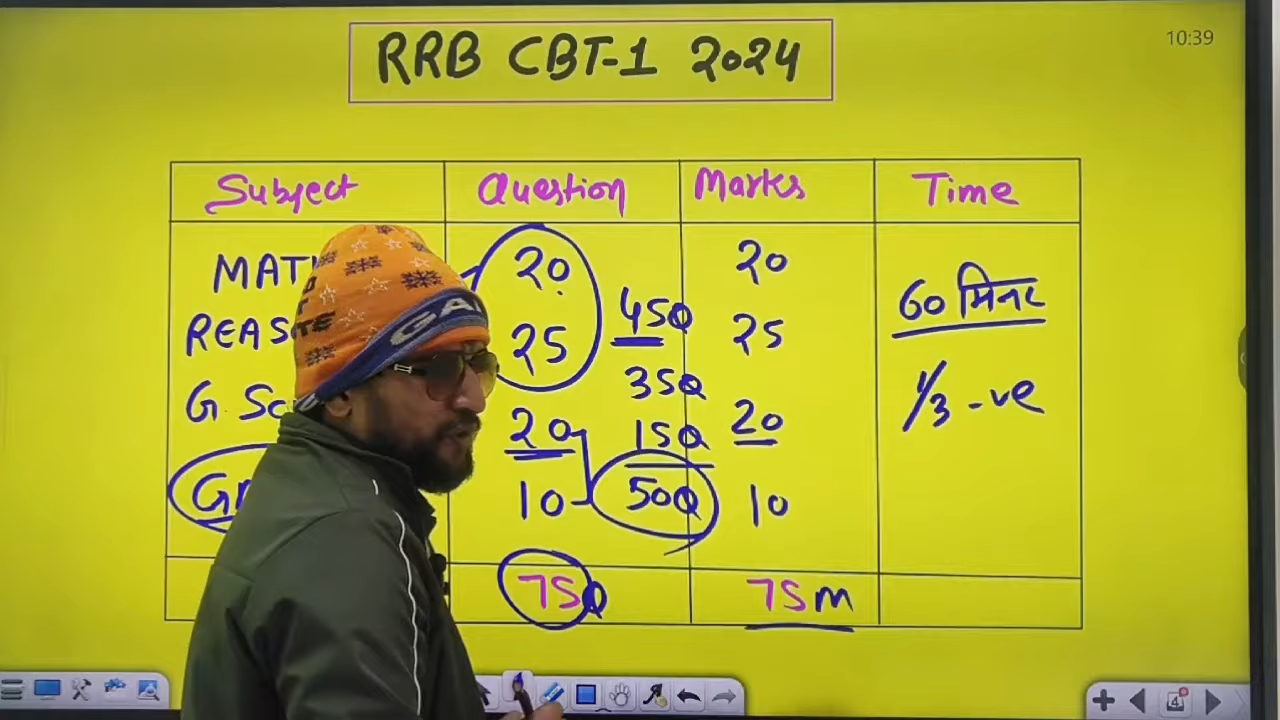 RRB CBT-1 2024
10:39
Subject Question Marks Time
MAT 20 20
45Q
60 मिनट
REAS 25 25
35Q
1/3 -ve
G. Sc 20 15Q 20
10 50Q 10
75Q 75m
4